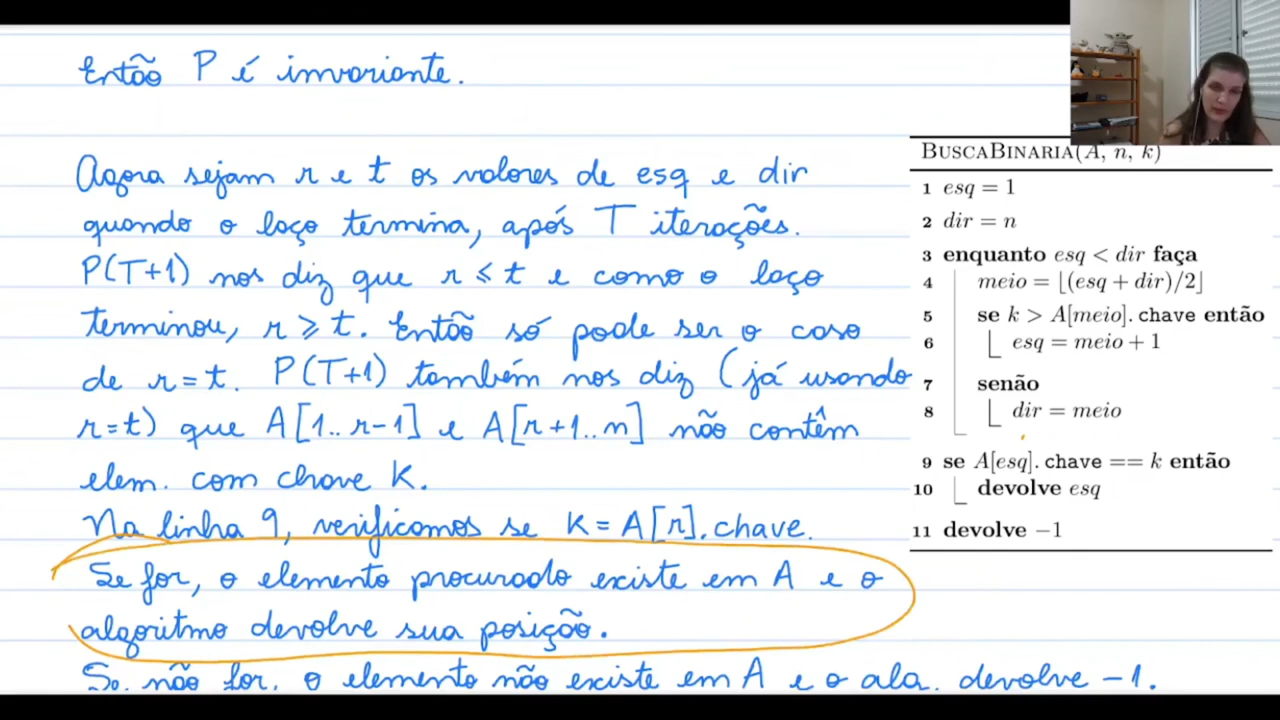 Então P é invariante.
Agora sejam r e t os valores de esq e dir
quando o laço termina, após T iterações.
P(T+1) nos diz que r ⩽ t e como o laço
terminou, r ⩾ t. Então só pode ser o caso
de r=t. P(T+1) também nos diz (já usando
r=t) que A[1..r-1] e A[r+1..n] não contêm
elem. com chave K.
Na linha 9, verificamos se K = A[r].chave.
Se for, o elemento procurado existe em A e o
algoritmo devolve sua posição.
Se não for, o elemento não existe em A e o alg. devolve -1.
BUSCABINARIA(A, n, k)
1 esq = 1
2 dir = n
3 enquanto esq < dir faça
4 meio = ⌊(esq + dir)/2⌋
5 se k > A[meio].chave então
6 esq = meio + 1
7 senão
8 dir = meio
9 se A[esq].chave == k então
10 devolve esq
11 devolve −1